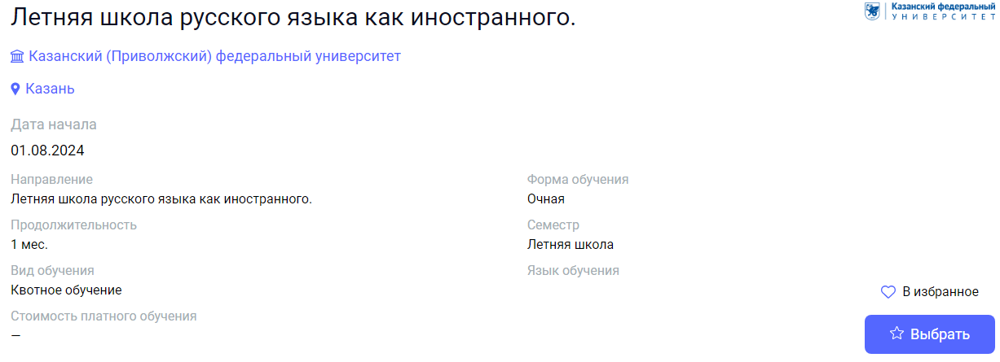 Летняя школа русского языка как иностранного.
Казанский федеральный
УНИВЕРСИТЕТ
Казанский (Приволжский) федеральный университет
Казань
Дата начала
01.08.2024
Направление
Летняя школа русского языка как иностранного.
Форма обучения
Очная
Продолжительность
1 мес.
Семестр
Летняя школа
Вид обучения
Квотное обучение
Язык обучения
Стоимость платного обучения
—
В избранное
Выбрать